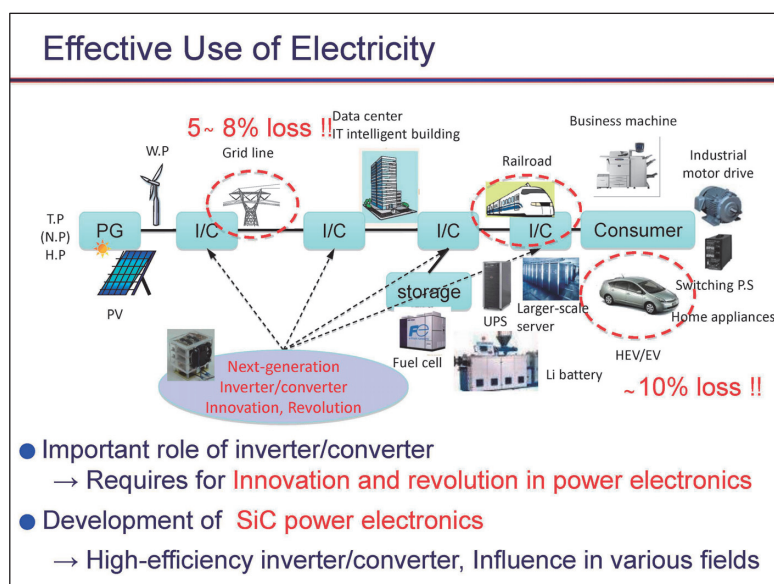 Effective Use of Electricity
5~ 8% loss !!
Data center
IT intelligent building
Business machine
W.P
Grid line
Railroad
Industrial
motor drive
T.P
(N.P)
H.P
PG
I/C
I/C
I/C
I/C
Consumer
PV
storage
UPS
Larger-scale
server
Switching P.S
Home appliances
Fuel cell
Li battery
HEV/EV
~10% loss !!
Next-generation
Inverter/converter
Innovation, Revolution
● Important role of inverter/converter
→ Requires for Innovation and revolution in power electronics
● Development of SiC power electronics
→ High-efficiency inverter/converter, Influence in various fields